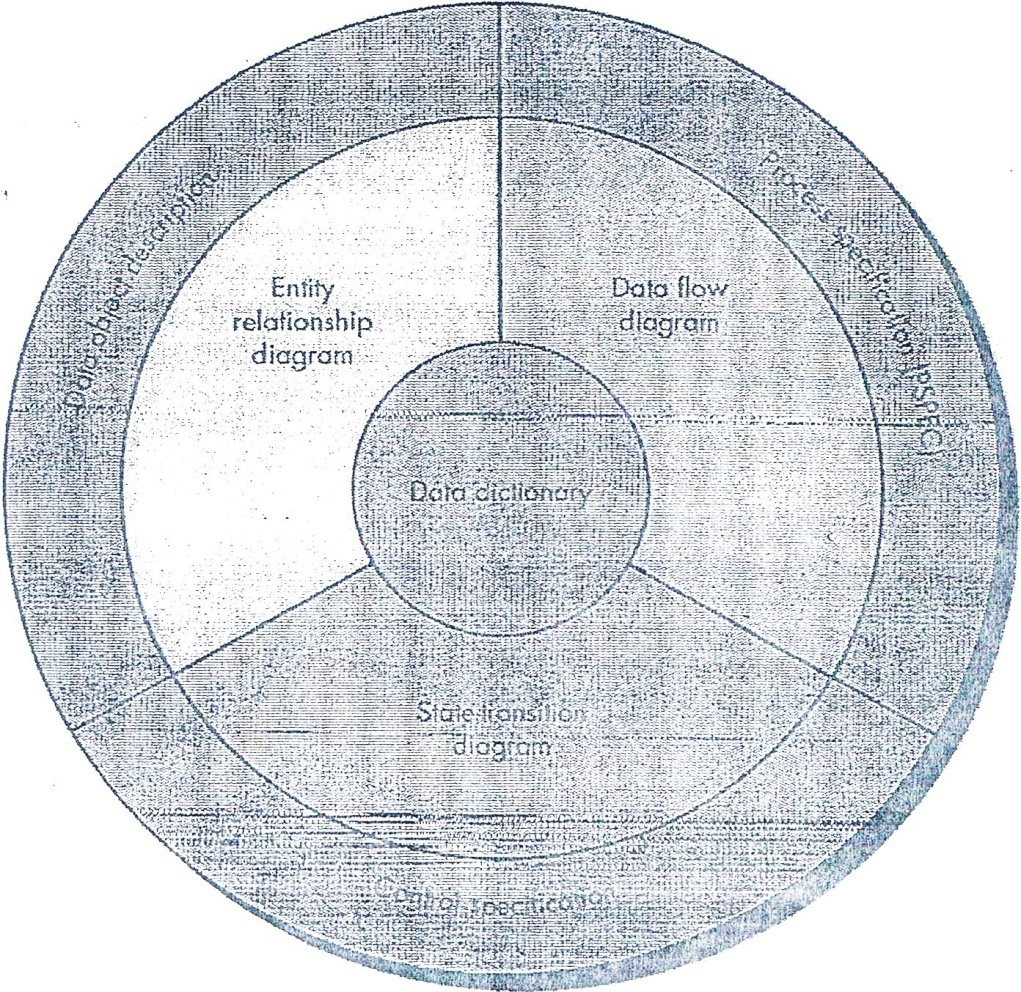 Data object description
Process specification (PSPEC)
Entity
relationship
diagram
Data flow
diagram
Data dictionary
State-transition
diagram
Control specification